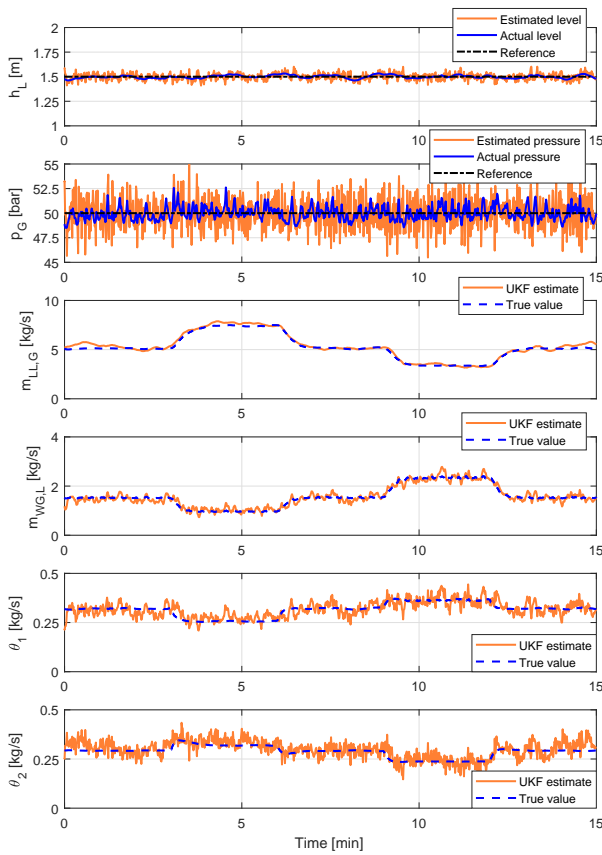 2
1.75
1.5
1.25
1
h_L [m]
Estimated level
Actual level
Reference
0 5 10 15
55
52.5
50
47.5
45
p_G [bar]
Estimated pressure
Actual pressure
Reference
0 5 10 15
10
5
0
m_LL,G [kg/s]
UKF estimate
True value
0 5 10 15
4
2
0
m_WG,L [kg/s]
UKF estimate
True value
0 5 10 15
0.5
0.25
0
θ_1 [kg/s]
UKF estimate
True value
0 5 10 15
0.5
0.25
0
θ_2 [kg/s]
UKF estimate
True value
0 5 10 15
Time [min]